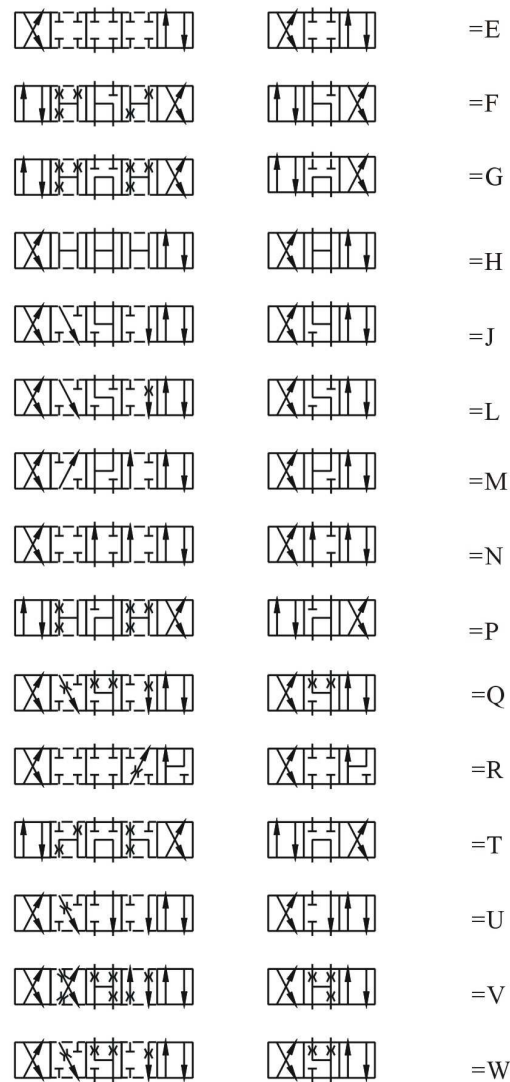 =E
=F
=G
=H
=J
=L
=M
=N
=P
=Q
=R
=T
=U
=V
=W